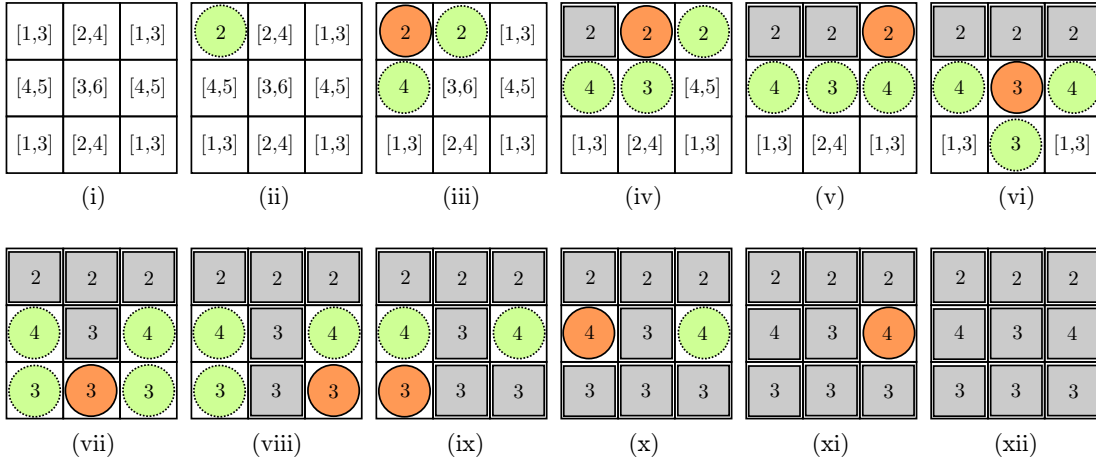 [1,3] [2,4] [1,3] 2 [2,4] [1,3] 2 2 [1,3] 2 2 2 2 2 2 2 2 2
[4,5] [3,6] [4,5] [4,5] [3,6] [4,5] 4 [3,6] [4,5] 4 3 [4,5] 4 3 4 4 3 4
[1,3] [2,4] [1,3] [1,3] [2,4] [1,3] [1,3] [2,4] [1,3] [1,3] [2,4] [1,3] [1,3] [2,4] [1,3] [1,3] 3 [1,3]
(i) (ii) (iii) (iv) (v) (vi)
2 2 2 2 2 2 2 2 2 2 2 2 2 2 2 2 2 2
4 3 4 4 3 4 4 3 4 4 3 4 4 3 4 4 3 4
3 3 3 3 3 3 3 3 3 3 3 3 3 3 3 3 3 3
(vii) (viii) (ix) (x) (xi) (xii)